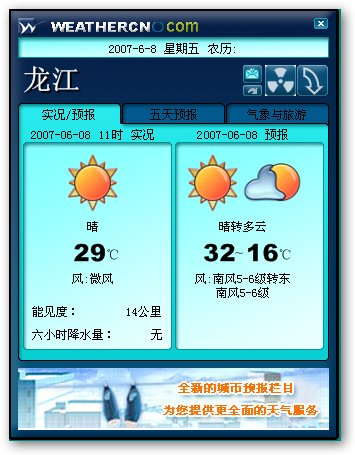 WEATHERCN.com
2007-6-8 星期五 农历:
龙江
实况/预报 五天预报 气象与旅游
2007-06-08 11时 实况 2007-06-08 预报
晴 晴转多云
29℃ 32~16℃
风:微风 风:南风5-6级转东
南风5-6级
能见度: 14公里
六小时降水量: 无
全新的城市预报栏目
为您提供更全面的天气服务